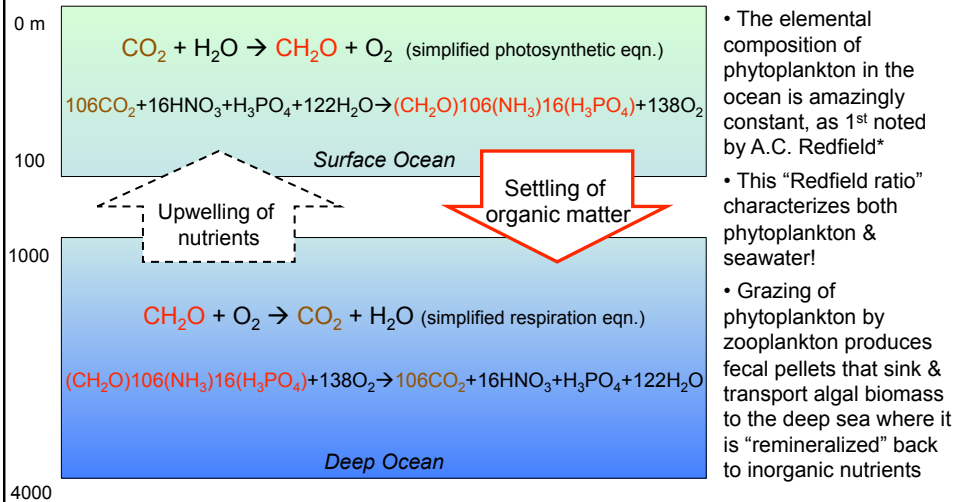 0 m
CO₂ + H₂O → CH₂O + O₂ (simplified photosynthetic eqn.)
106CO₂+16HNO₃+H₃PO₄+122H₂O→(CH₂O)106(NH₃)16(H₃PO₄)+138O₂
100
Surface Ocean
Upwelling of
nutrients
Settling of
organic matter
1000
CH₂O + O₂ → CO₂ + H₂O (simplified respiration eqn.)
(CH₂O)106(NH₃)16(H₃PO₄)+138O₂→106CO₂+16HNO₃+H₃PO₄+122H₂O
Deep Ocean
4000
• The elemental
composition of
phytoplankton in the
ocean is amazingly
constant, as 1st noted
by A.C. Redfield*
• This “Redfield ratio”
characterizes both
phytoplankton &
seawater!
• Grazing of
phytoplankton by
zooplankton produces
fecal pellets that sink &
transport algal biomass
to the deep sea where it
is “remineralized” back
to inorganic nutrients